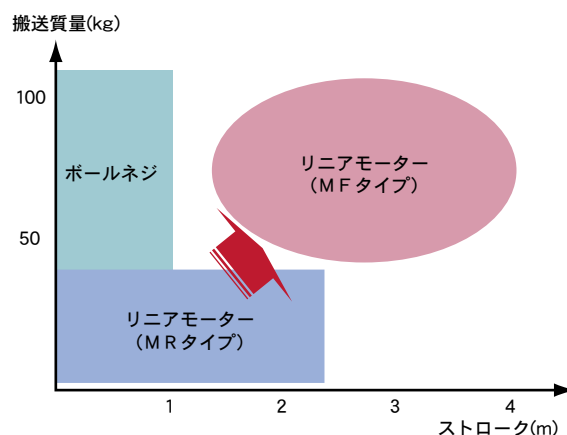 搬送質量(kg)
100
ボールネジ
リニアモーター
（ＭＦタイプ）
50
リニアモーター
（ＭＲタイプ）
1
2
3
4
ストローク(m)